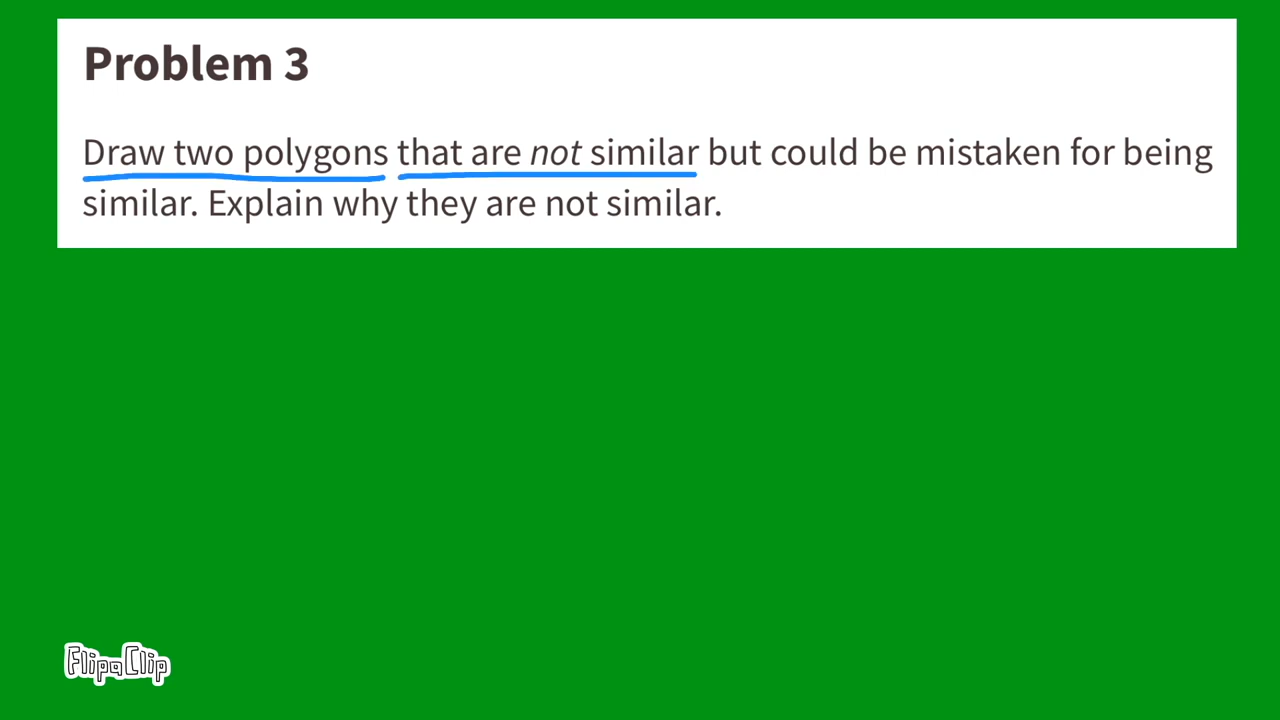 Problem 3
Draw two polygons that are not similar but could be mistaken for being
similar. Explain why they are not similar.
FlipaClip